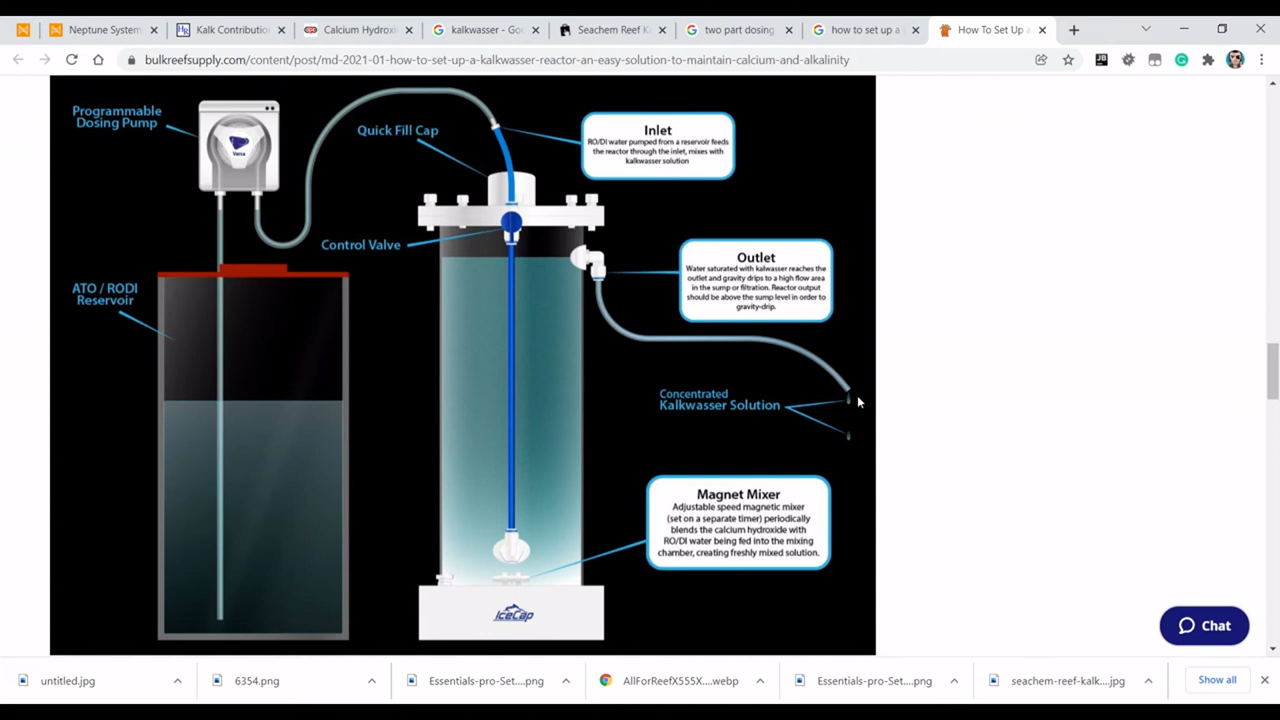 Neptune System
Kalk Contributio
Calcium Hydroxi
kalkwasser - Goo
Seachem Reef K
two part dosing
how to set up a
How To Set Up a
bulkreefsupply.com/content/post/md-2021-01-how-to-set-up-a-kalkwasser-reactor-an-easy-solution-to-maintain-calcium-and-alkalinity
Programmable
Dosing Pump
Vena
Quick Fill Cap
Inlet
RO/DI water pumped from a reservoir feeds
the reactor through the inlet, mixes with
kalkwasser solution
Control Valve
Outlet
Water saturated with kalwasser reaches the
outlet and gravity drips to a high flow area
in the sump or filtration. Reactor output
should be above the sump level in order to
gravity-drip.
ATO / RODI
Reservoir
Concentrated
Kalkwasser Solution
Magnet Mixer
Adjustable speed magnetic mixer
(set on a separate timer) periodically
blends the calcium hydroxide with
RO/DI water being fed into the mixing
chamber, creating freshly mixed solution.
IceCap
Chat
untitled.jpg
6354.png
Essentials-pro-Set....png
AllForReefX555X....webp
Essentials-pro-Set....png
seachem-reef-kalk....jpg
Show all